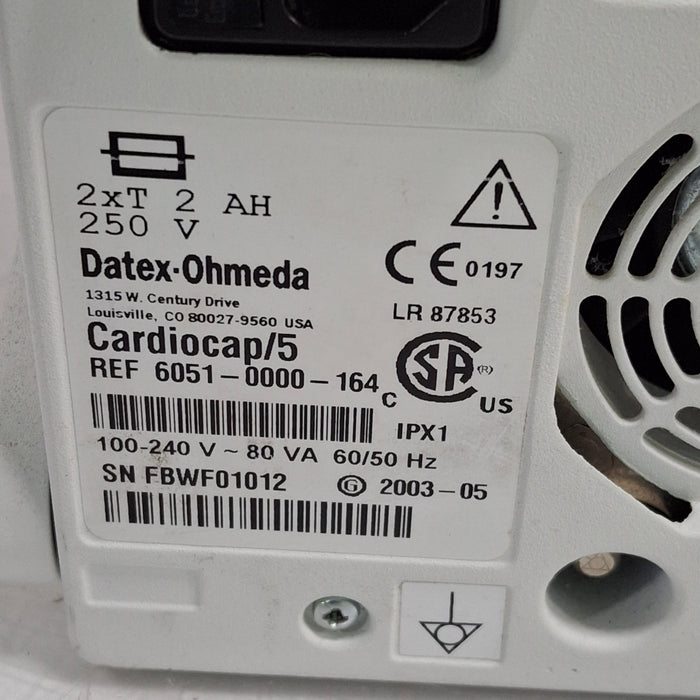 2xT 2 AH
250 V
Datex-Ohmeda
1315 W. Century Drive
Louisville, CO 80027-9560 USA
Cardiocap/5
REF 6051-0000-164
100-240 V ~ 80 VA 60/50 Hz
SN FBWF01012
CE 0197
LR 87853
C SA (R) US
IPX1
G 2003-05